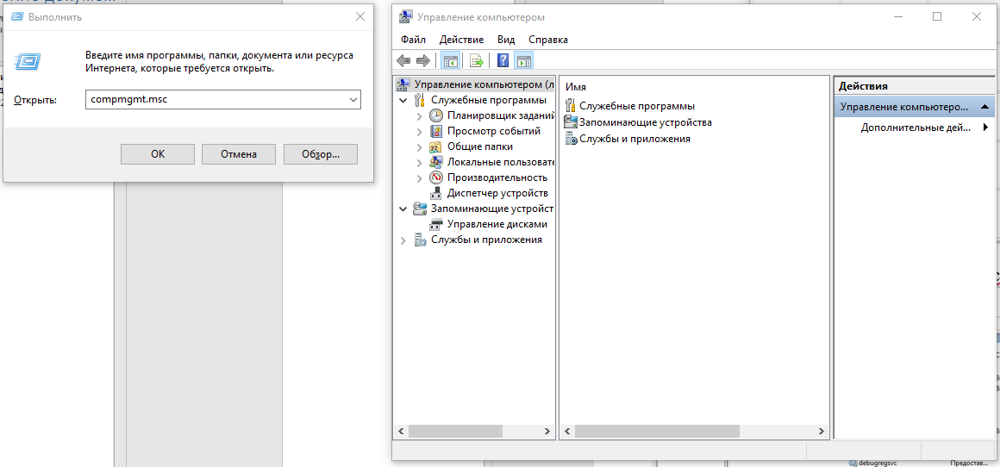 Выполнить
Введите имя программы, папки, документа или ресурса
Интернета, которые требуется открыть.
Открыть:
compmgmt.msc
ОК
Отмена
Обзор...
Управление компьютером
Файл
Действие
Вид
Справка
Управление компьютером (л
Служебные программы
Планировщик заданий
Просмотр событий
Общие папки
Локальные пользовате
Производительность
Диспетчер устройств
Запоминающие устройст
Управление дисками
Службы и приложения
Имя
Служебные программы
Запоминающие устройства
Службы и приложения
Действия
Управление компьютеро...
Дополнительные дей...
debugregsvc
Предостав...